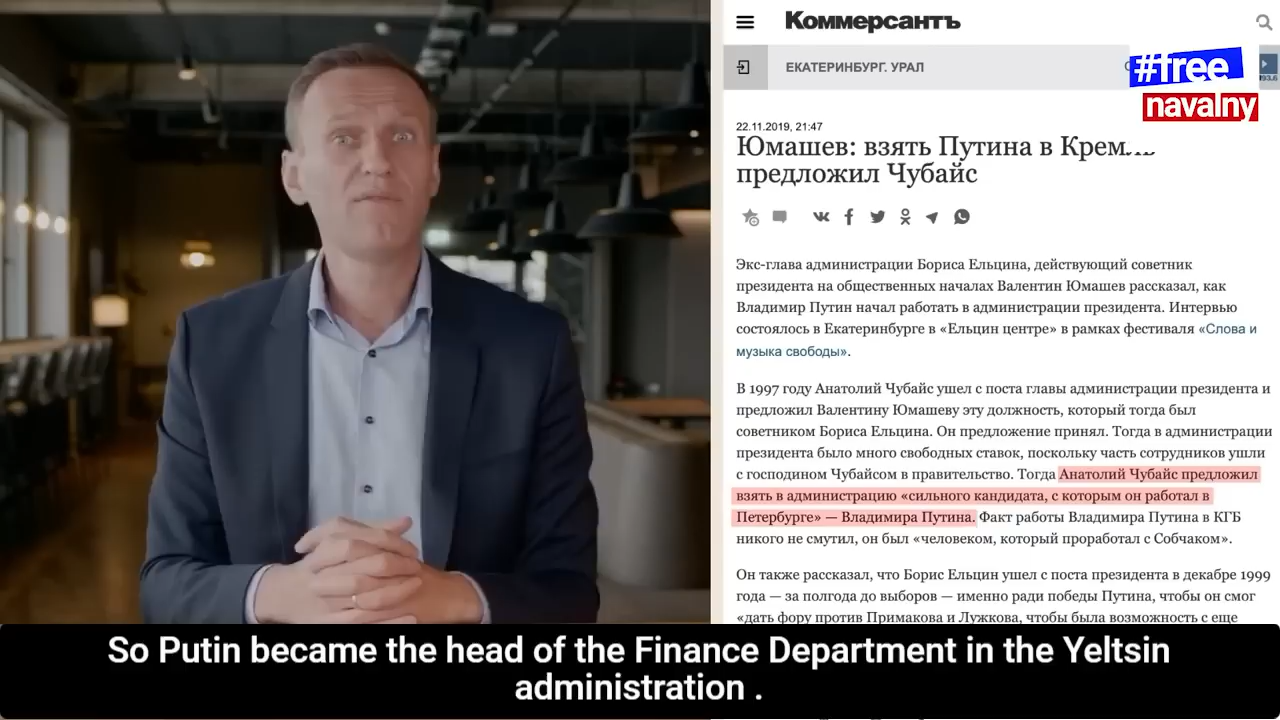 Коммерсантъ
ЕКАТЕРИНБУРГ. УРАЛ
#free
navalny
22.11.2019, 21:47
Юмашев: взять Путина в Кремль
предложил Чубайс
Экс-глава администрации Бориса Ельцина, действующий советник
президента на общественных началах Валентин Юмашев рассказал, как
Владимир Путин начал работать в администрации президента. Интервью
состоялось в Екатеринбурге в «Ельцин центре» в рамках фестиваля «Слова и
музыка свободы».
В 1997 году Анатолий Чубайс ушел с поста главы администрации президента и
предложил Валентину Юмашеву эту должность, который тогда был
советником Бориса Ельцина. Он предложение принял. Тогда в администрации
президента было много свободных ставок, поскольку часть сотрудников ушли
с господином Чубайсом в правительство. Тогда Анатолий Чубайс предложил
взять в администрацию «сильного кандидата, с которым он работал в
Петербурге» — Владимира Путина. Факт работы Владимира Путина в КГБ
никого не смутил, он был «человеком, который проработал с Собчаком».
Он также рассказал, что Борис Ельцин ушел с поста президента в декабре 1999
года — за полгода до выборов — именно ради победы Путина, чтобы он смог
«дать фору против Примакова и Лужкова, чтобы была возможность с еще
So Putin became the head of the Finance Department in the Yeltsin
administration .